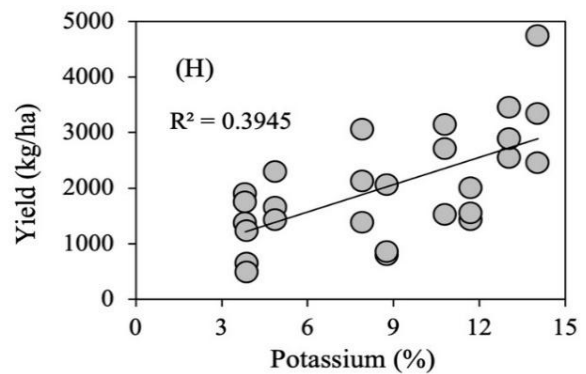 5000
4000
3000
2000
1000
0
Yield (kg/ha)
(H)
R² = 0.3945
0 3 6 9 12 15
Potassium (%)